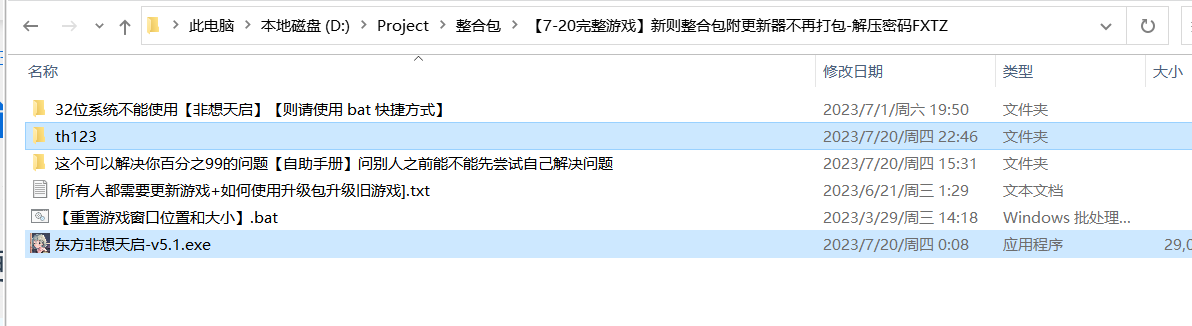 此电脑 本地磁盘 (D:) Project 整合包 【7-20完整游戏】新则整合包附更新器不再打包-解压密码FXTZ
名称 修改日期 类型 大小
32位系统不能使用【非想天启】【则请使用 bat 快捷方式】 2023/7/1/周六 19:50 文件夹
th123 2023/7/20/周四 22:46 文件夹
这个可以解决你百分之99的问题【自助手册】问别人之前能不能先尝试自己解决问题 2023/7/20/周四 15:31 文件夹
[所有人都需要更新游戏+如何使用升级包升级旧游戏].txt 2023/6/21/周三 1:29 文本文档
【重置游戏窗口位置和大小】.bat 2023/3/29/周三 14:18 Windows 批处理...
东方非想天启-v5.1.exe 2023/7/20/周四 0:08 应用程序 29,0